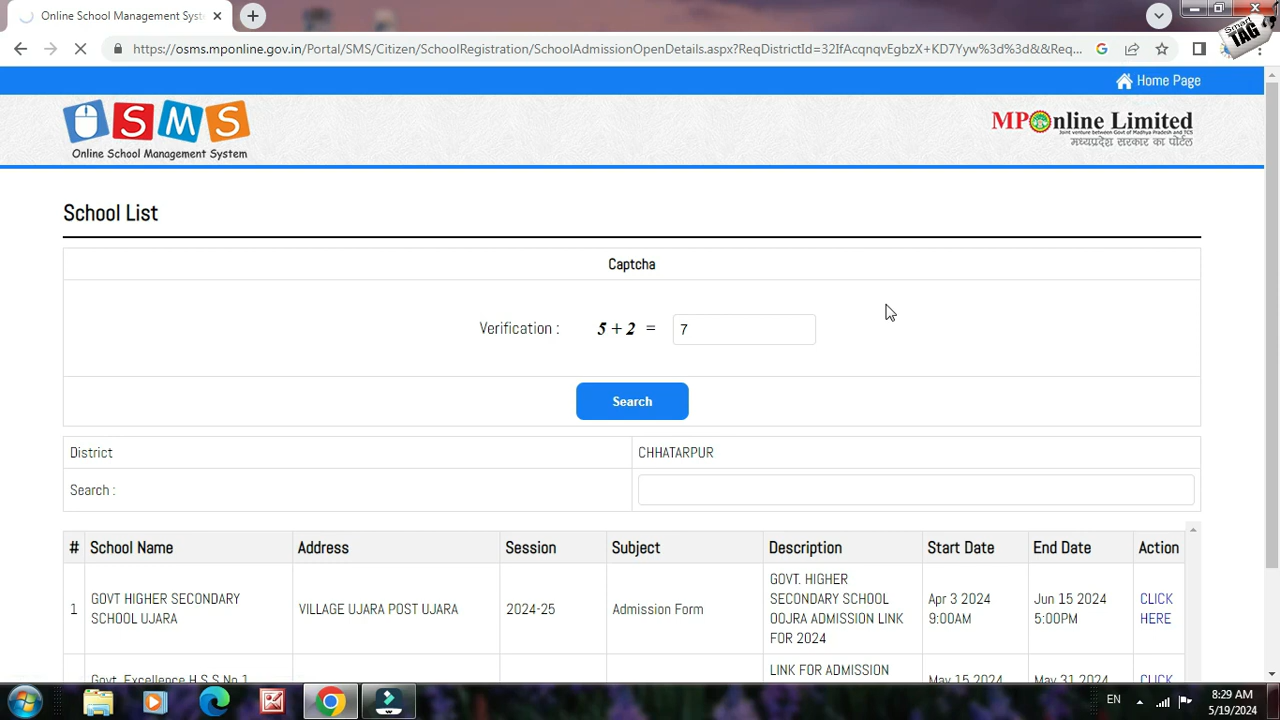 Online School Management Syst
https://osms.mponline.gov.in/Portal/SMS/Citizen/SchoolRegistration/SchoolAdmissionOpenDetails.aspx?ReqDistrictId=32IfAcqnqvEgbzX+KD7Yyw%3d%3d&&Req...
TAG
Home Page
SMS
Online School Management System
MPOnline Limited
Joint venture between Govt of Madhya Pradesh and TCS
मध्यप्रदेश सरकार का पोर्टल
School List
Captcha
Verification : 5 + 2 = 7
Search
District CHHATARPUR
Search :
# School Name Address Session Subject Description Start Date End Date Action
1 GOVT HIGHER SECONDARY SCHOOL UJARA VILLAGE UJARA POST UJARA 2024-25 Admission Form GOVT. HIGHER SECONDARY SCHOOL OOJRA ADMISSION LINK FOR 2024 Apr 3 2024 9:00AM Jun 15 2024 5:00PM CLICK HERE
Govt. Excellence H.S.S No 1 LINK FOR ADMISSION May 15 2024 May 31 2024 CLICK
EN
8:29 AM
5/19/2024